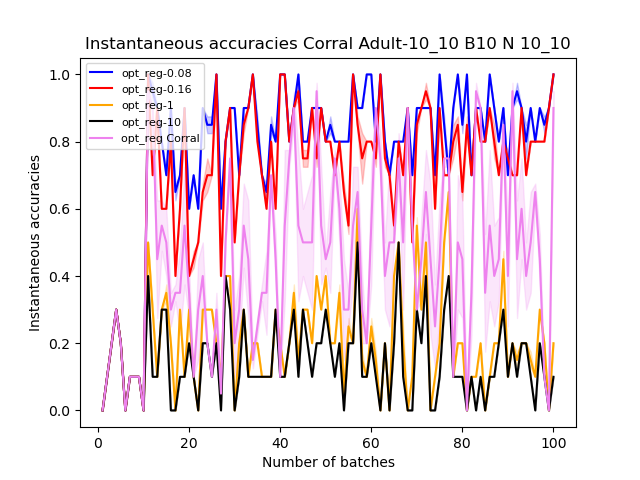 Instantaneous accuracies Corral Adult-10_10 B10 N 10_10
opt_reg-0.08
opt_reg-0.16
opt_reg-1
opt_reg-10
opt_reg Corral
1.0
0.8
0.6
0.4
0.2
0.0
Instantaneous accuracies
0 20 40 60 80 100
Number of batches